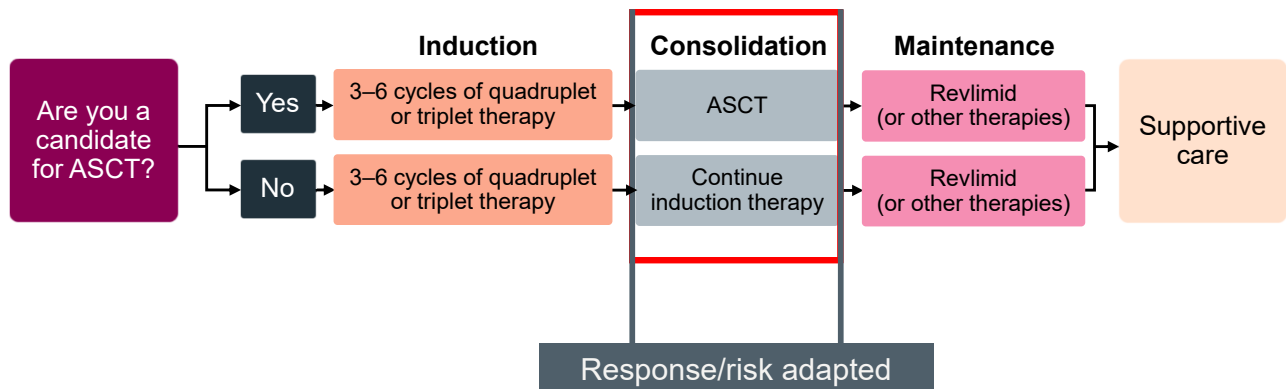 Induction
Consolidation
Maintenance
Are you a
candidate
for ASCT?
Yes
3–6 cycles of quadruplet
or triplet therapy
ASCT
Revlimid
(or other therapies)
No
3–6 cycles of quadruplet
or triplet therapy
Continue
induction therapy
Revlimid
(or other therapies)
Supportive
care
Response/risk adapted